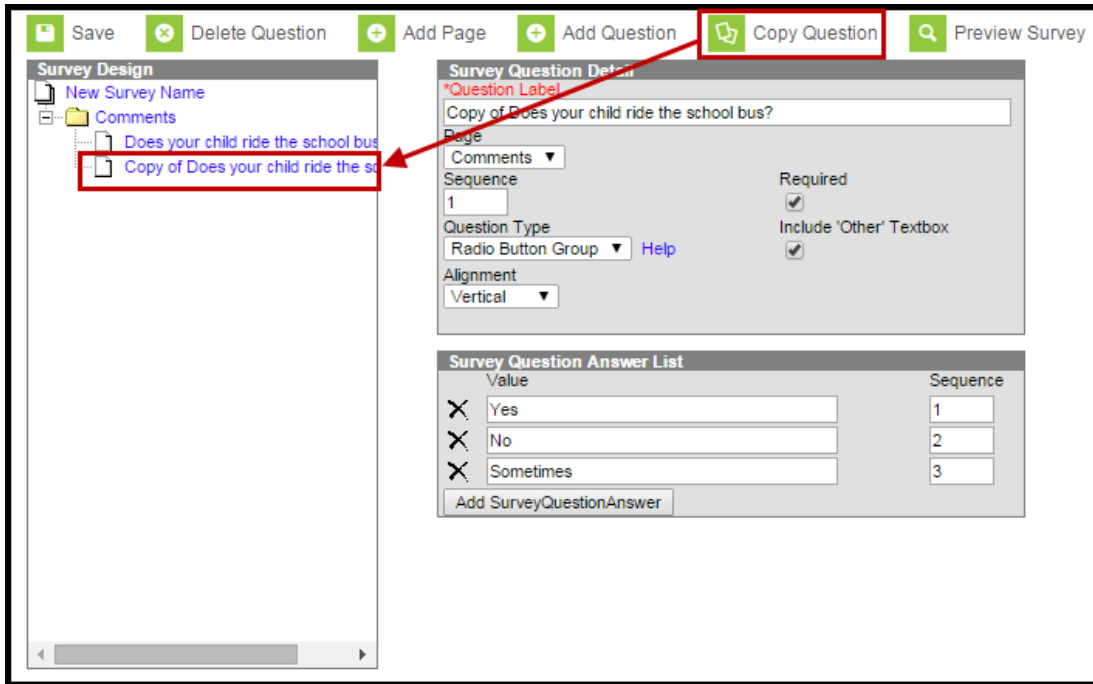 Save Delete Question Add Page Add Question Copy Question Preview Survey
Survey Design
New Survey Name
Comments
Does your child ride the school bus
Copy of Does your child ride the sc
Survey Question Detail
*Question Label
Copy of Does your child ride the school bus?
Page
Comments
Sequence Required
1
Question Type Include 'Other' Textbox
Radio Button Group Help
Alignment
Vertical
Survey Question Answer List
Value Sequence
Yes 1
No 2
Sometimes 3
Add SurveyQuestionAnswer